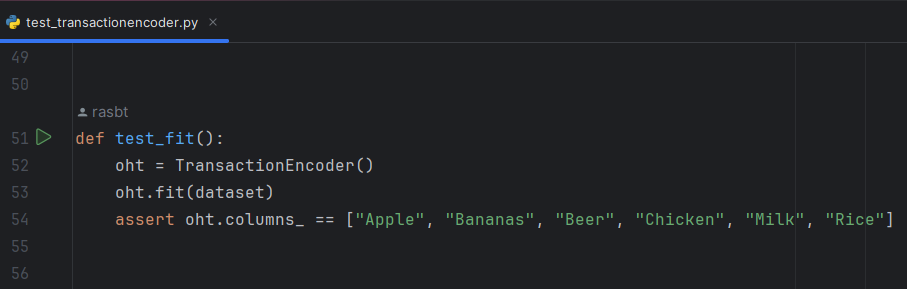 test_transactionencoder.py ×
49
50
rasbt
51 def test_fit():
52     oht = TransactionEncoder()
53     oht.fit(dataset)
54     assert oht.columns_ == ["Apple", "Bananas", "Beer", "Chicken", "Milk", "Rice"]
55
56